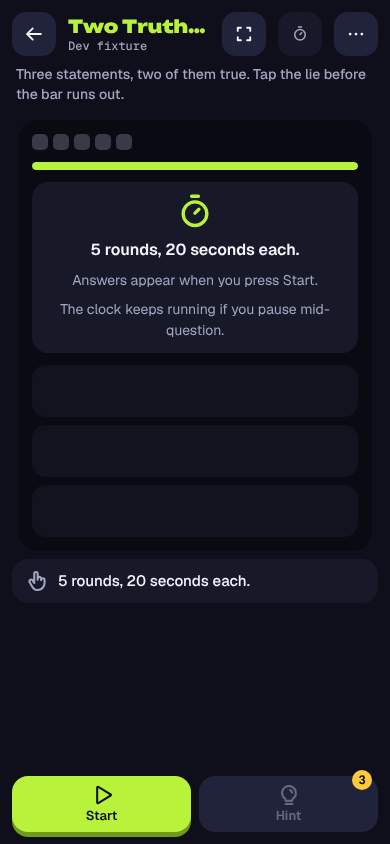 Two Truth...
Dev fixture
Three statements, two of them true. Tap the lie before
the bar runs out.
5 rounds, 20 seconds each.
Answers appear when you press Start.
The clock keeps running if you pause mid-
question.
5 rounds, 20 seconds each.
Start
3
Hint